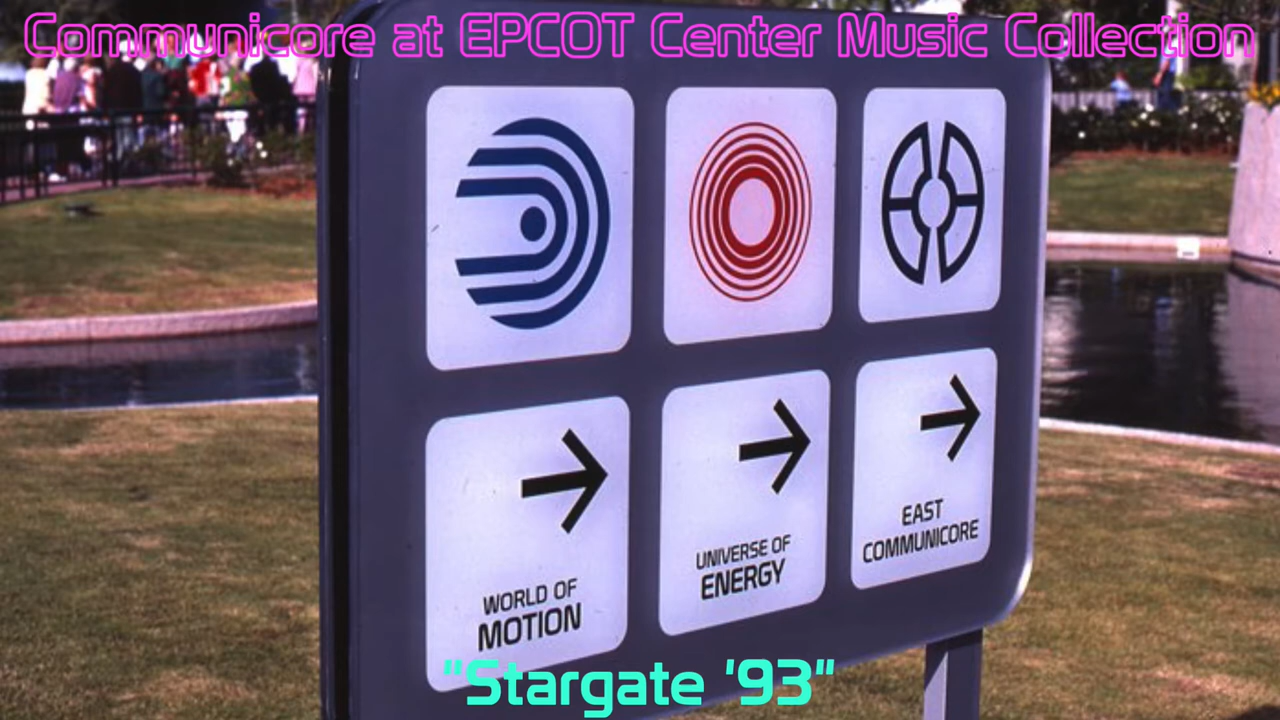 Communicore at EPCOT Center Music Collection
WORLD OF
MOTION
UNIVERSE OF
ENERGY
EAST
COMMUNICORE
"Stargate '93"